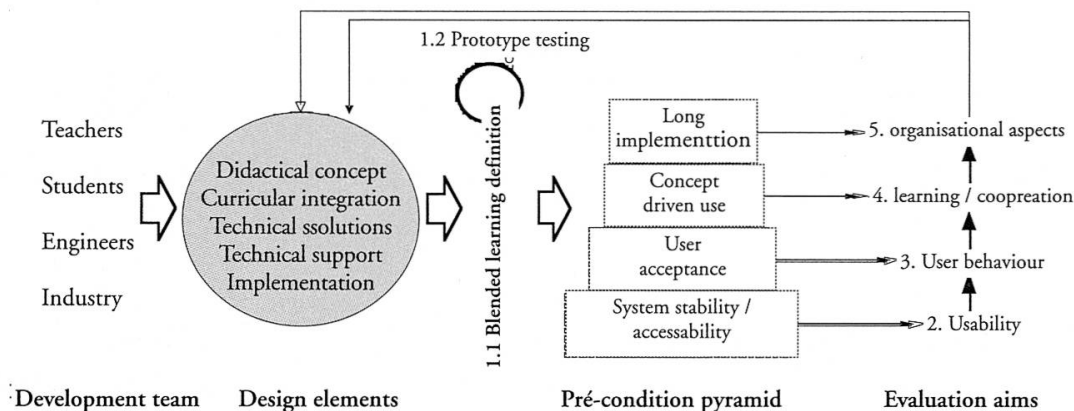 1.2 Prototype testing
Teachers
Students
Engineers
Industry
Didactical concept
Curricular integration
Technical ssolutions
Technical support
Implementation
1.1 Blended learning definition
Long
implementtion
Concept
driven use
User
acceptance
System stability /
accessability
5. organisational aspects
4. learning / coopreation
3. User behaviour
2. Usability
Development team
Design elements
Pré-condition pyramid
Evaluation aims